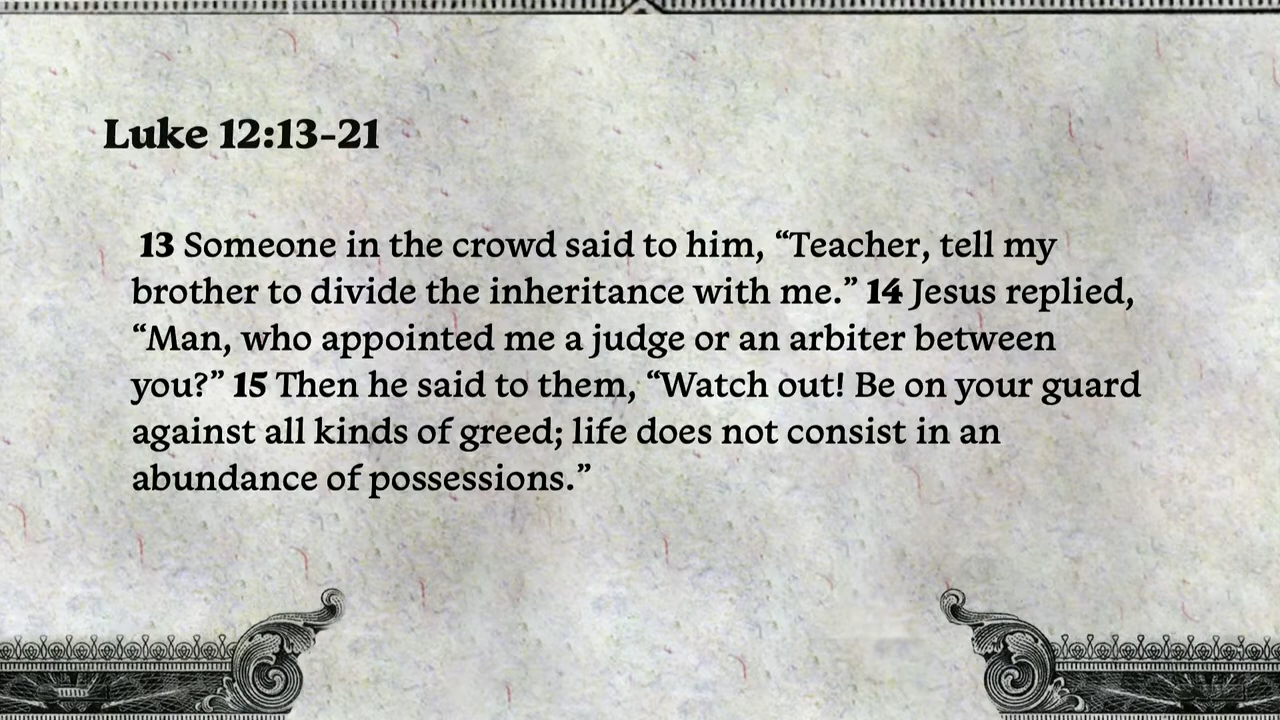 Luke 12:13-21
13 Someone in the crowd said to him, “Teacher, tell my
brother to divide the inheritance with me.” 14 Jesus replied,
“Man, who appointed me a judge or an arbiter between
you?” 15 Then he said to them, “Watch out! Be on your guard
against all kinds of greed; life does not consist in an
abundance of possessions.”